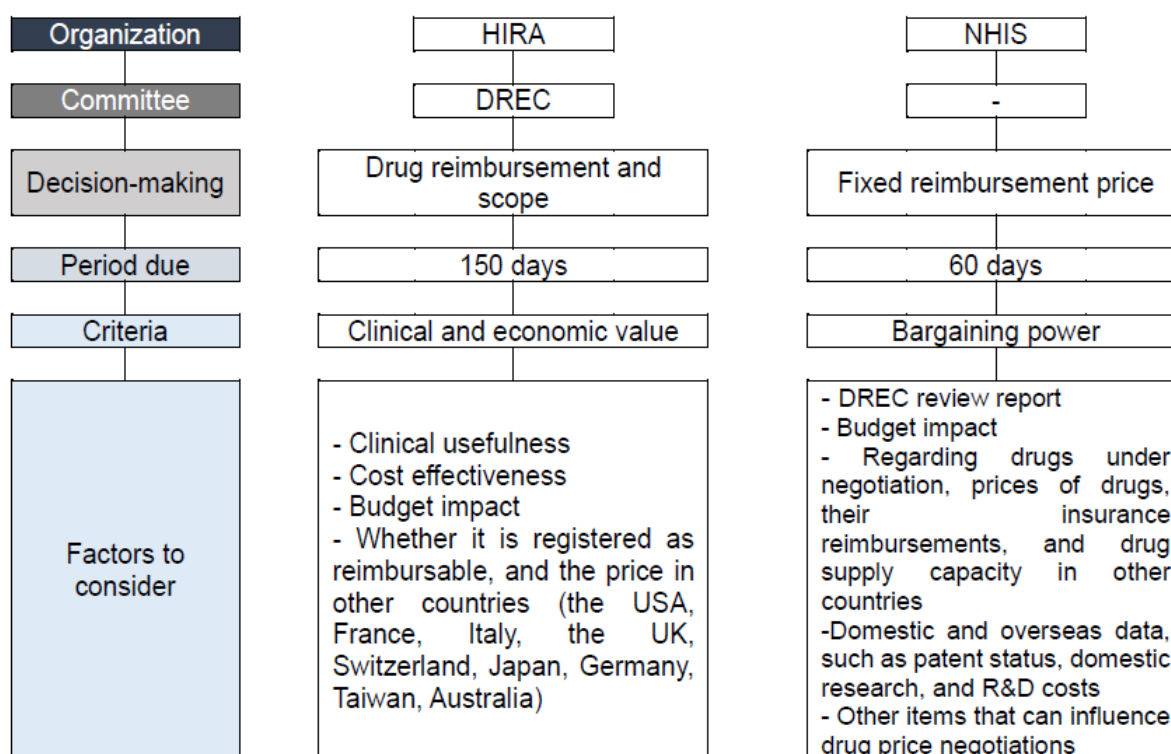 Organization
HIRA
NHIS
Committee
DREC
-
Decision-making
Drug reimbursement and
scope
Fixed reimbursement price
Period due
150 days
60 days
Criteria
Clinical and economic value
Bargaining power
Factors to
consider
- Clinical usefulness
- Cost effectiveness
- Budget impact
- Whether it is registered as
reimbursable, and the price in
other countries (the USA,
France, Italy, the UK,
Switzerland, Japan, Germany,
Taiwan, Australia)
- DREC review report
- Budget impact
- Regarding drugs under
negotiation, prices of drugs,
their insurance
reimbursements, and drug
supply capacity in other
countries
-Domestic and overseas data,
such as patent status, domestic
research, and R&D costs
- Other items that can influence
drug price negotiations